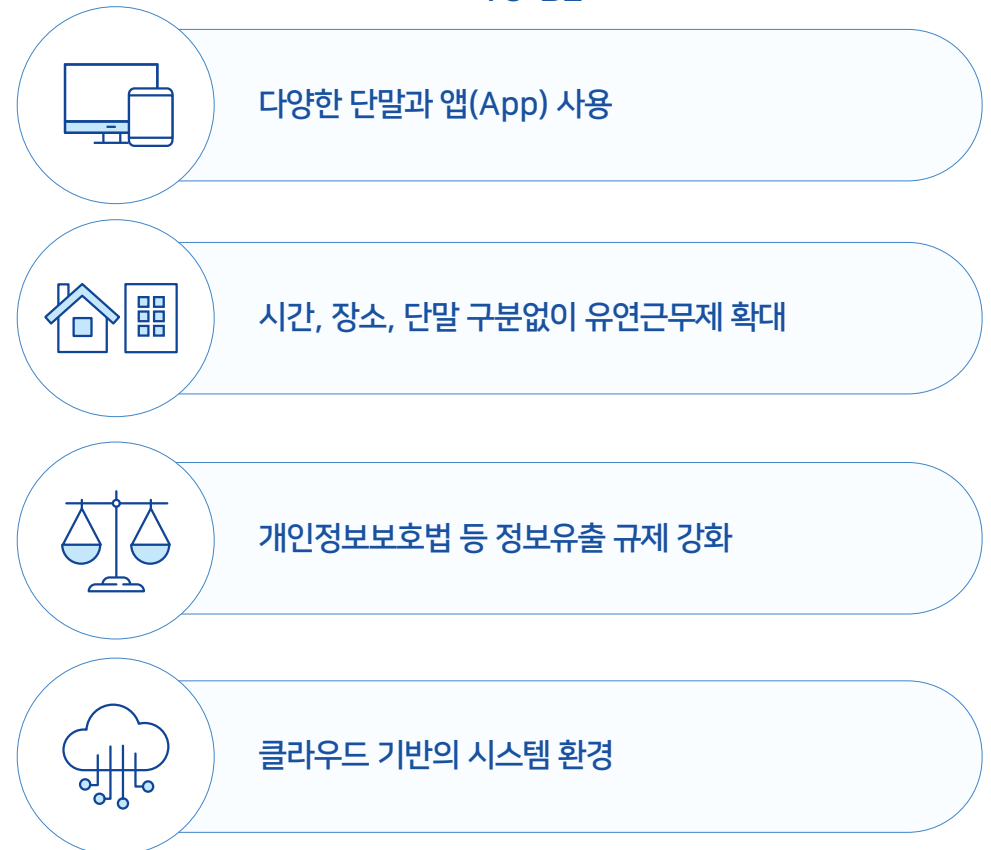 다양한 단말과 앱(App) 사용
시간, 장소, 단말 구분없이 유연근무제 확대
개인정보보호법 등 정보유출 규제 강화
클라우드 기반의 시스템 환경